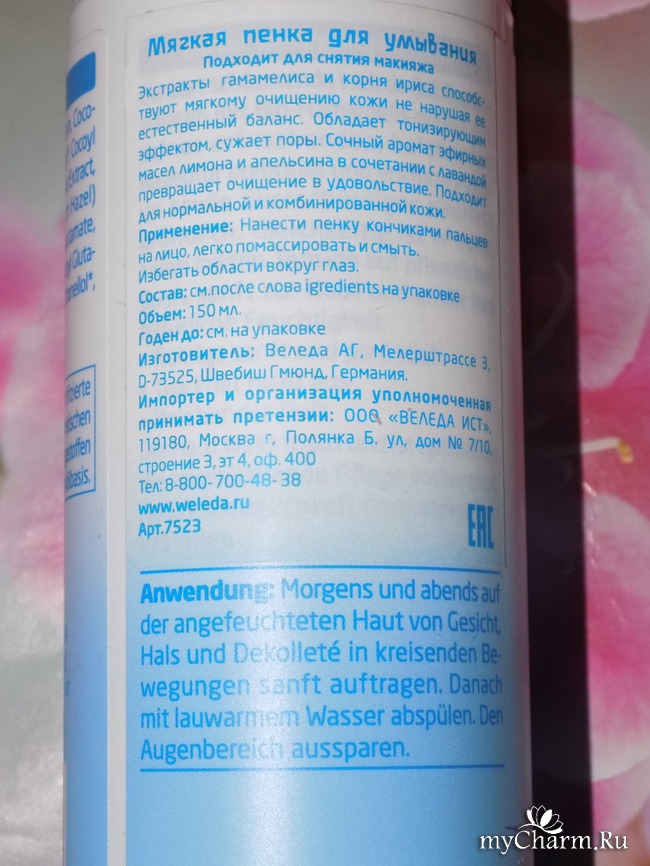 Мягкая пенка для умывания
Подходит для снятия макияжа
Экстракты гамамелиса и корня ириса способс-
твуют мягкому очищению кожи не нарушая ее
естественный баланс. Обладает тонизирующим
эффектом, сужает поры. Сочный аромат эфирных
масел лимона и апельсина в сочетании с лавандой
превращает очищение в удовольствие. Подходит
для нормальной и комбинированной кожи.
Применение: Нанести пенку кончиками пальцев
на лицо, легко помассировать и смыть.
Избегать области вокруг глаз.
Состав: см.после слова igredients на упаковке
Объем: 150 мл.
Годен до: см. на упаковке
Изготовитель: Веледа АГ, Мелерштрассе 3,
D-73525, Швебиш Гмюнд, Германия.
Импортер и организация уполномоченная
принимать претензии: ООО «ВЕЛЕДА ИСТ»,
119180, Москва г, Полянка Б. ул, дом № 7/10,
строение 3, эт 4, оф. 400
Тел: 8-800-700-48-38
www.weleda.ru
Арт.7523
EAC
Anwendung: Morgens und abends auf
der angefeuchteten Haut von Gesicht,
Hals und Dekolleté in kreisenden Be-
wegungen sanft auftragen. Danach
mit lauwarmem Wasser abspülen. Den
Augenbereich aussparen.
Coco-
Cocoyl
Extract,
Hazel)
myCharm.Ru